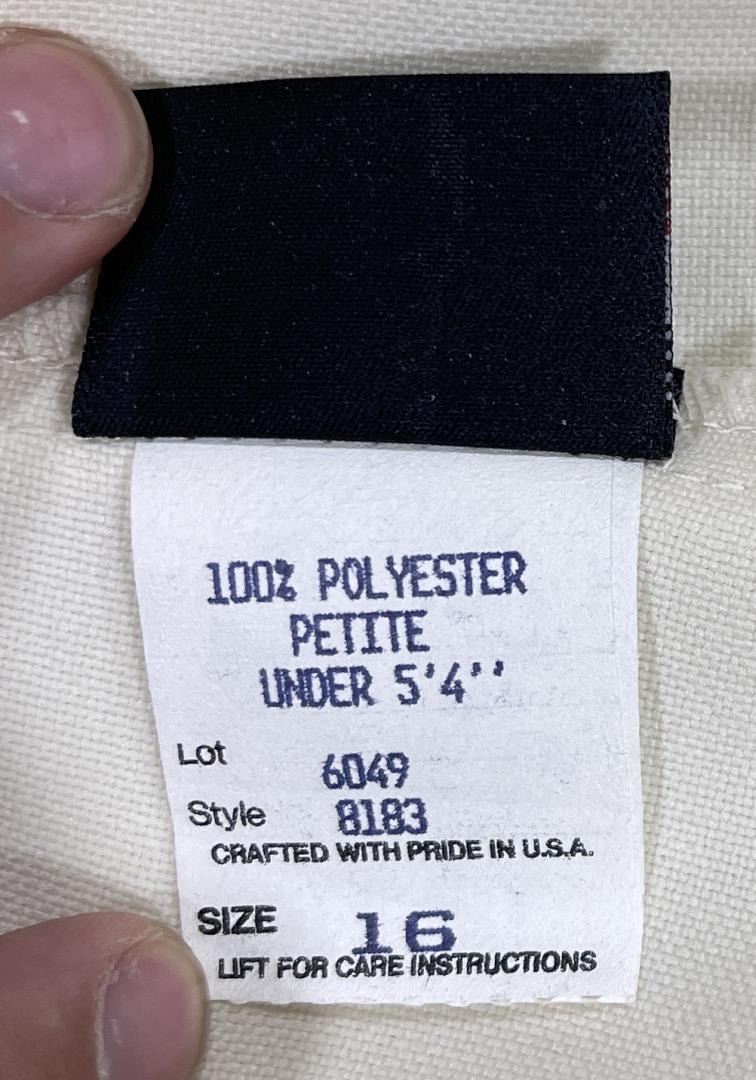 100% POLYESTER
PETITE
UNDER 5'4''
Lot 6049
Style 8183
CRAFTED WITH PRIDE IN U.S.A.
SIZE 16
LIFT FOR CARE INSTRUCTIONS